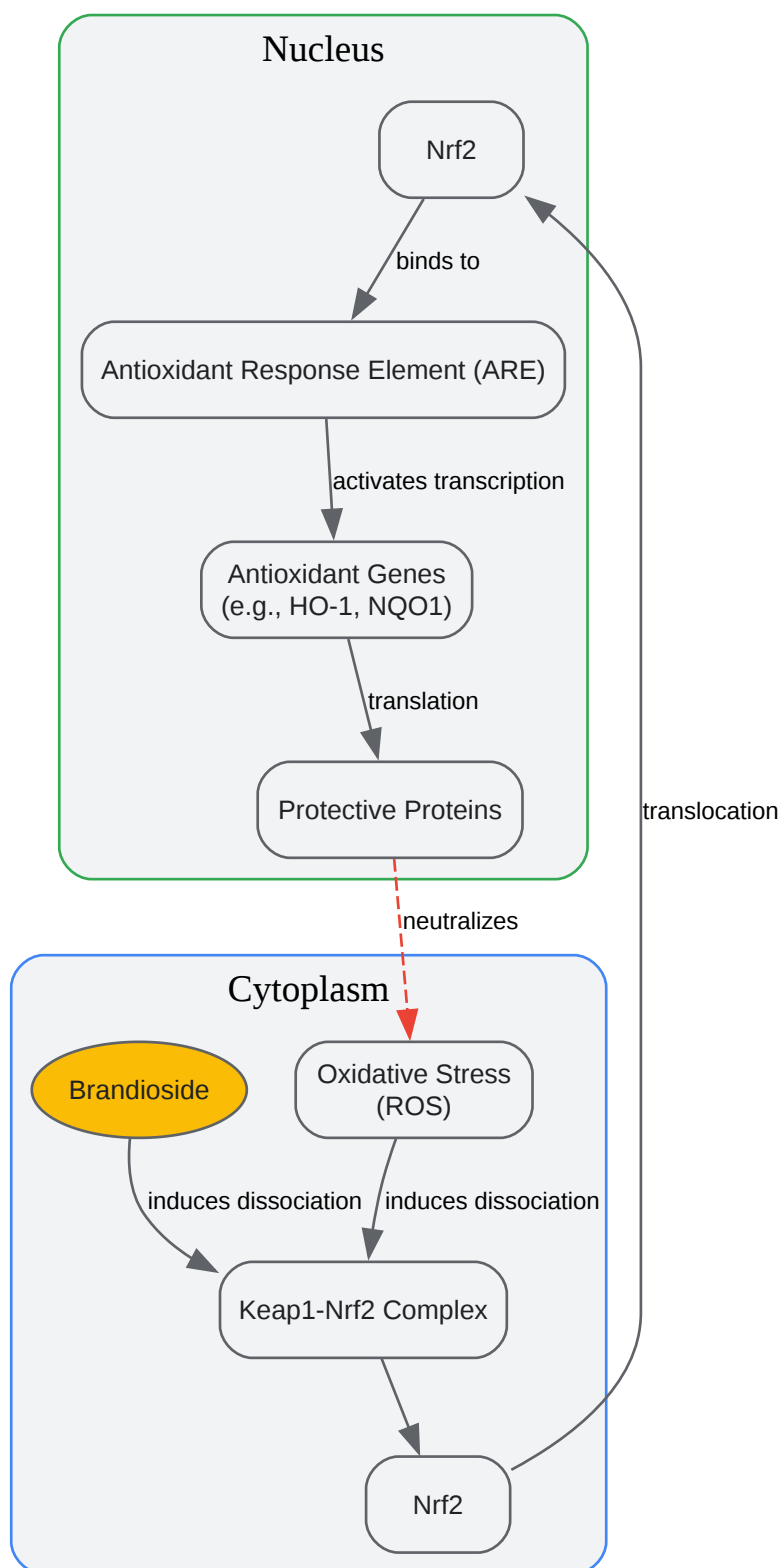 Nucleus
Nrf2
binds to
Antioxidant Response Element (ARE)
activates transcription
Antioxidant Genes
(e.g., HO-1, NQO1)
translation
Protective Proteins
translocation
neutralizes
Cytoplasm
Brandioside
Oxidative Stress
(ROS)
induces dissociation
induces dissociation
Keap1-Nrf2 Complex
Nrf2